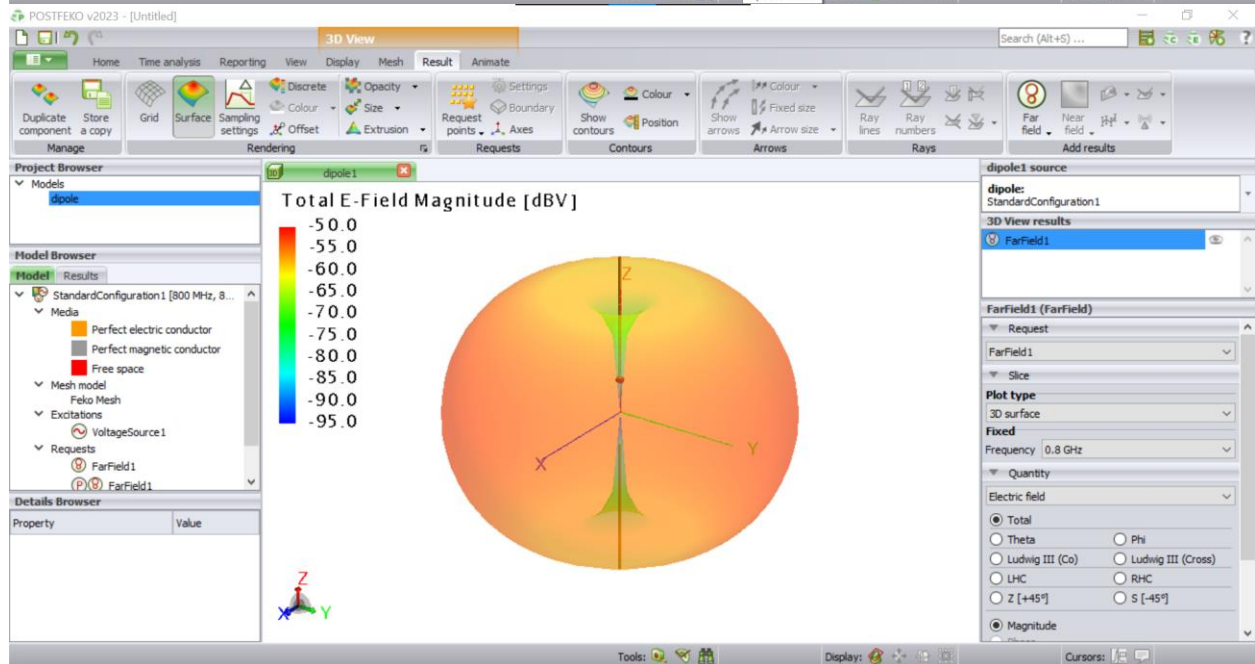 POSTFEKO v2023 - [Untitled]
3D View
Search (Alt+S) ...
Home Time analysis Reporting View Display Mesh Result Animate
Duplicate component
Store a copy
Manage
Grid
Surface
Sampling settings
Discrete
Colour
Offset
Opacity
Size
Extrusion
Rendering
Request points
Settings
Boundary
Axes
Requests
Show contours
Colour
Position
Contours
Show arrows
Colour
Fixed size
Arrow size
Arrows
Ray lines
Ray numbers
Rays
Far field
Near field
Add results
Project Browser
Models
dipole
Model Browser
Model Results
StandardConfiguration1 [800 MHz, 8...
Media
Perfect electric conductor
Perfect magnetic conductor
Free space
Mesh model
Feko Mesh
Excitations
VoltageSource1
Requests
FarField1
FarField1
Details Browser
Property Value
3D dipole1
Total E-Field Magnitude [dBV]
-50.0
-55.0
-60.0
-65.0
-70.0
-75.0
-80.0
-85.0
-90.0
-95.0
Z
X
Y
Z
X
Y
dipole1 source
dipole:
StandardConfiguration1
3D View results
FarField1
FarField1 (FarField)
Request
FarField1
Slice
Plot type
3D surface
Fixed
Frequency 0.8 GHz
Quantity
Electric field
Total
Theta Phi
Ludwig III (Co) Ludwig III (Cross)
LHC RHC
Z [+45º] S [-45º]
Magnitude
Tools: Display: Cursors: